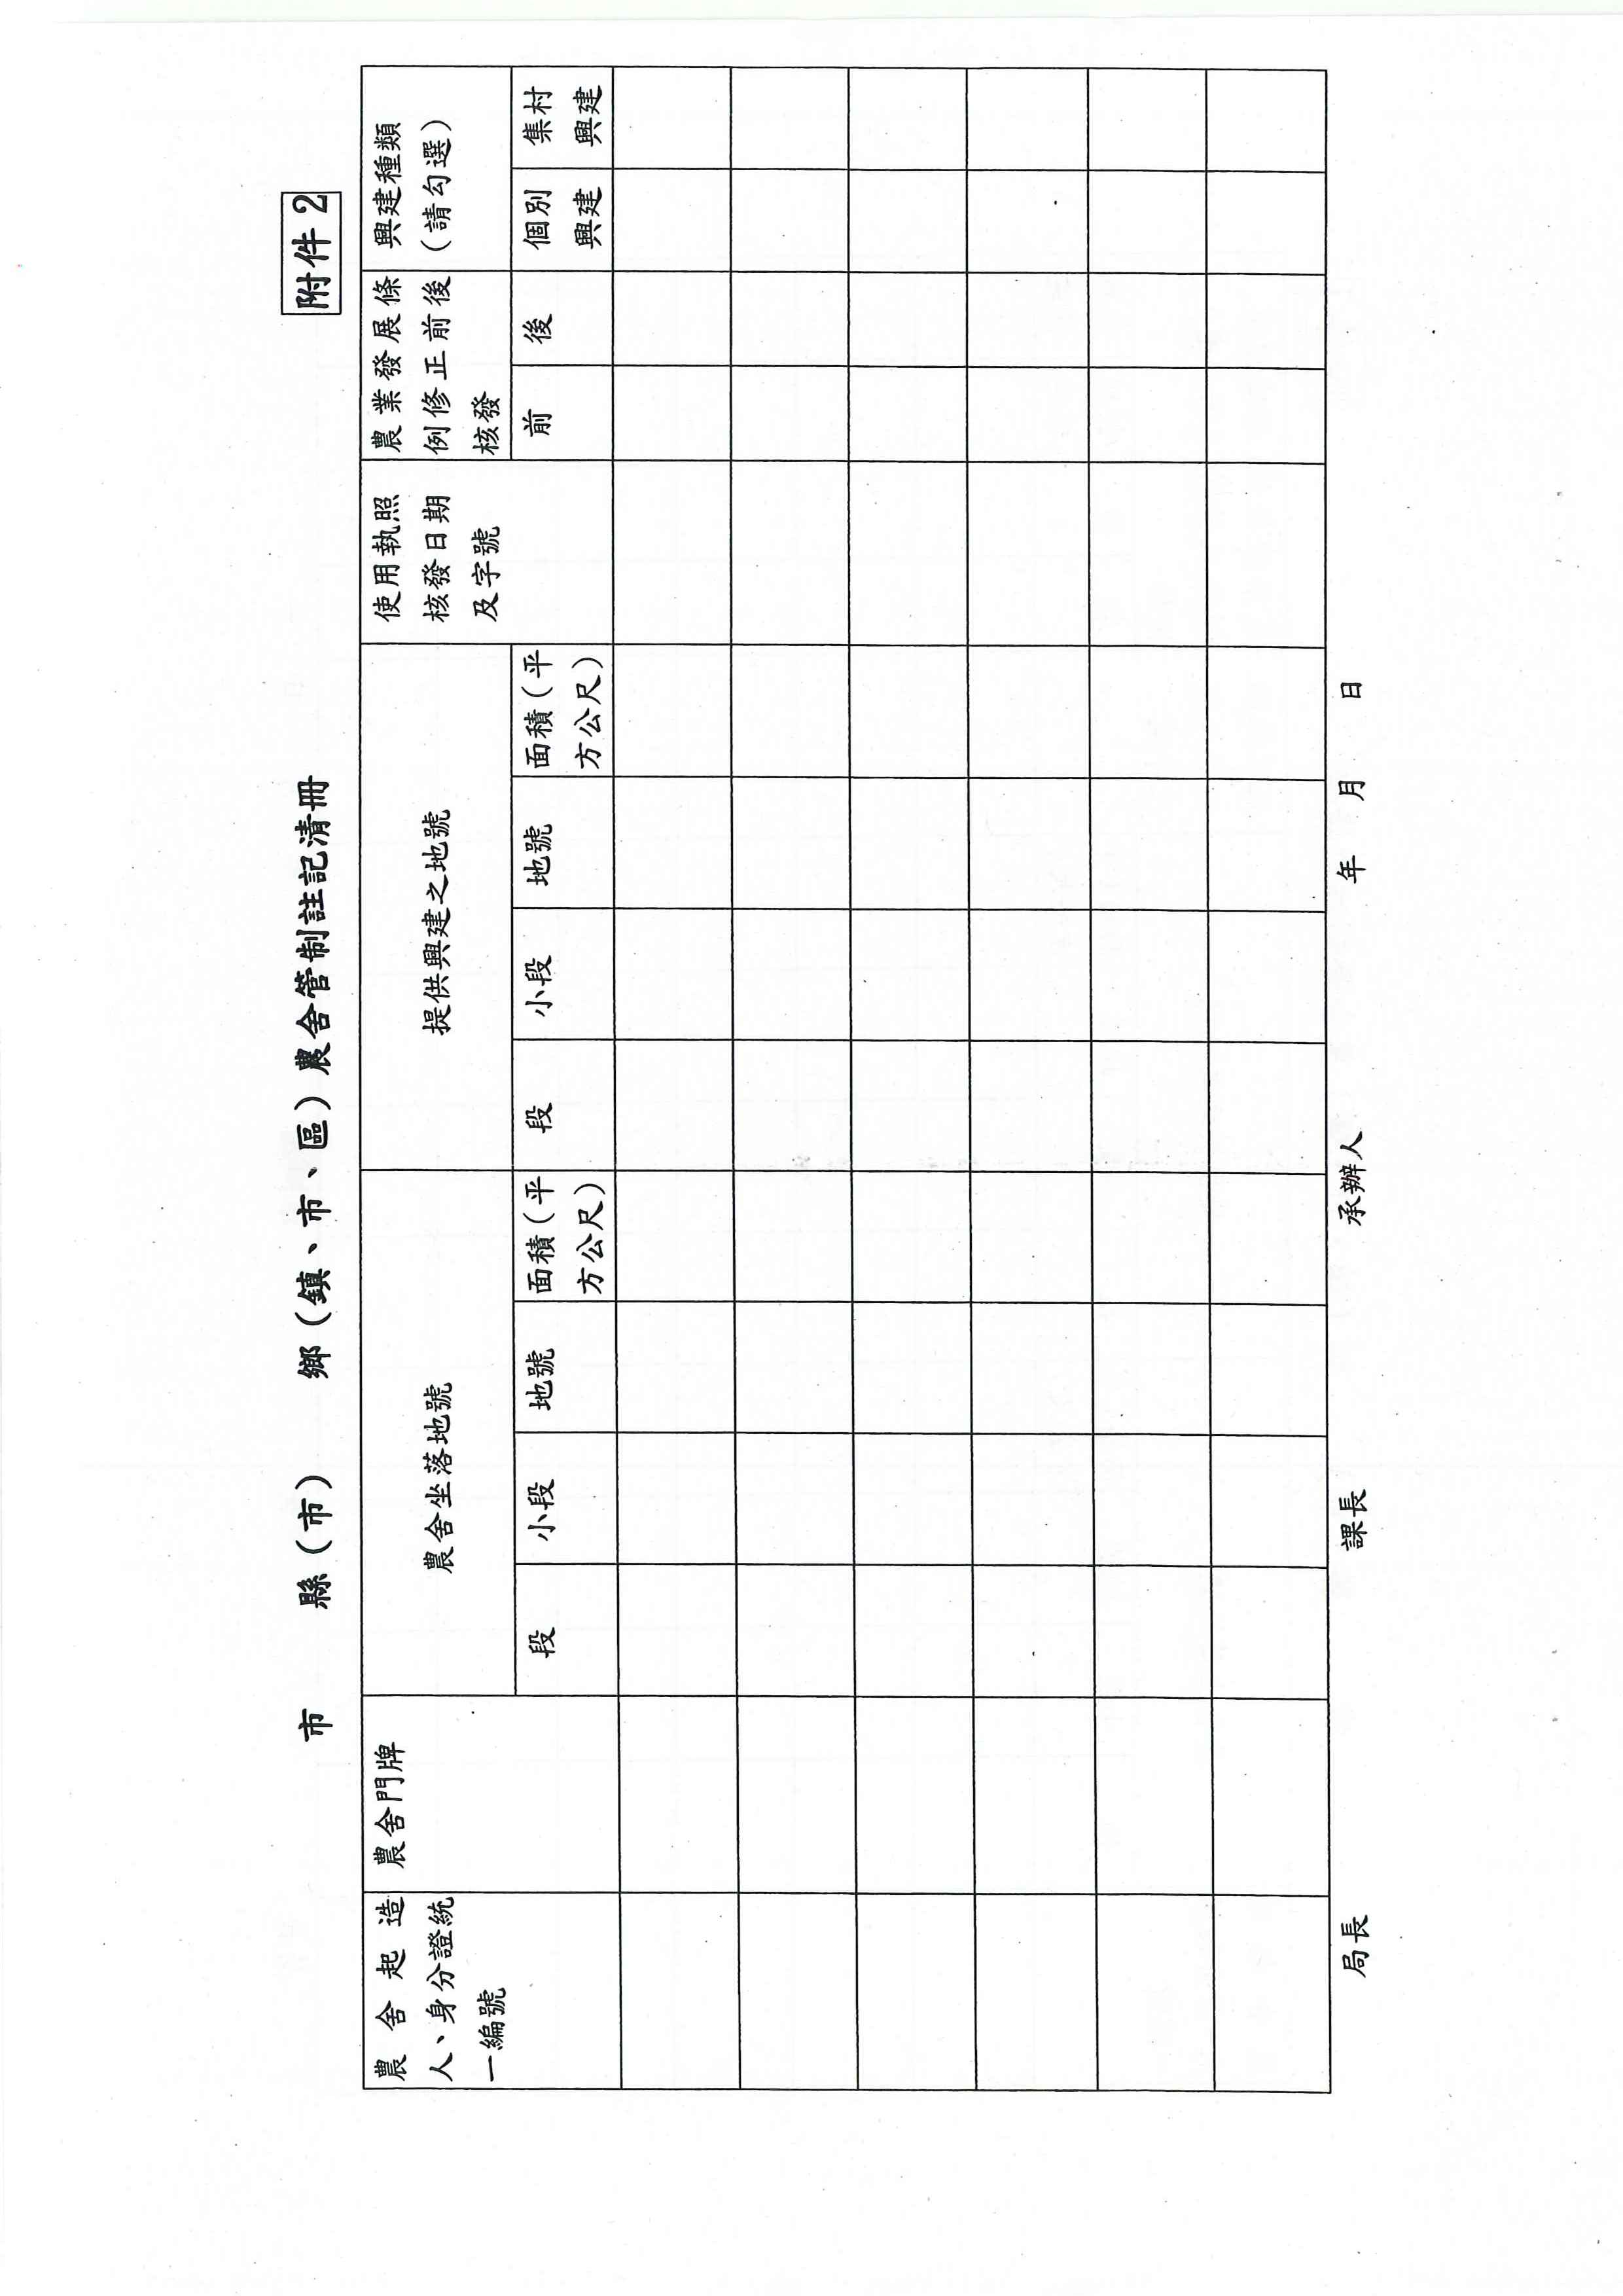 附件 2
市　縣（市）　鄉（鎮、市、區）農舍管制註記清冊
農舍起造
人、身分證統
一編號
農舍門牌
農舍坐落地號
段
小段
地號
面積（平
方公尺）
提供興建之地號
段
小段
地號
面積（平
方公尺）
使用執照
核發日期
及字號
農業發展條
例修正前後
核發
前
後
興建種類
（請勾選）
個別
興建
集村
興建
局長　課長　承辦人　年　月　日